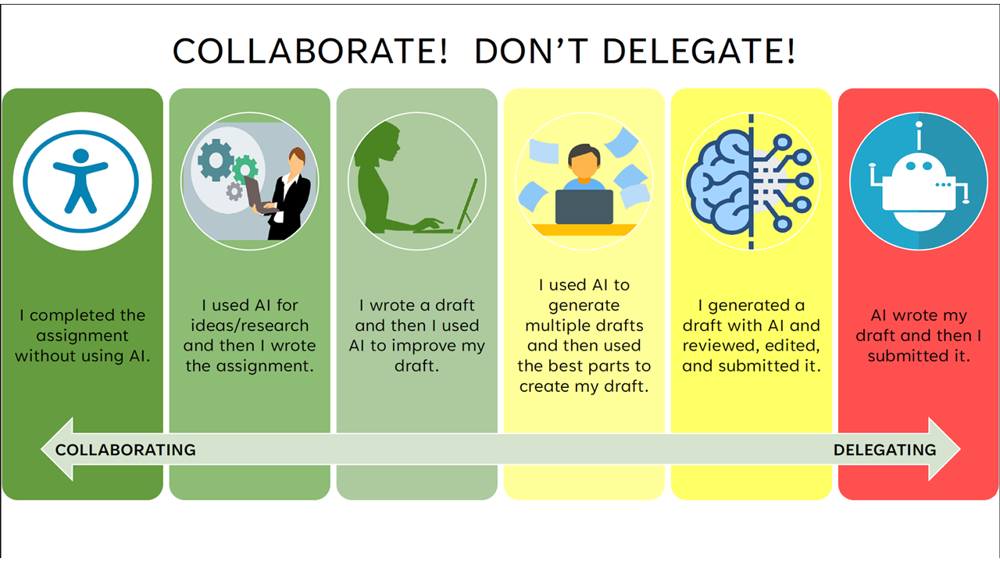 COLLABORATE! DON'T DELEGATE!
I completed the
assignment
without using AI.
I used AI for
ideas/research
and then I wrote
the assignment.
I wrote a draft
and then I used
AI to improve my
draft.
I used AI to
generate
multiple drafts
and then used
the best parts to
create my draft.
I generated a
draft with AI and
reviewed, edited,
and submitted it.
AI wrote my
draft and then I
submitted it.
COLLABORATING
DELEGATING